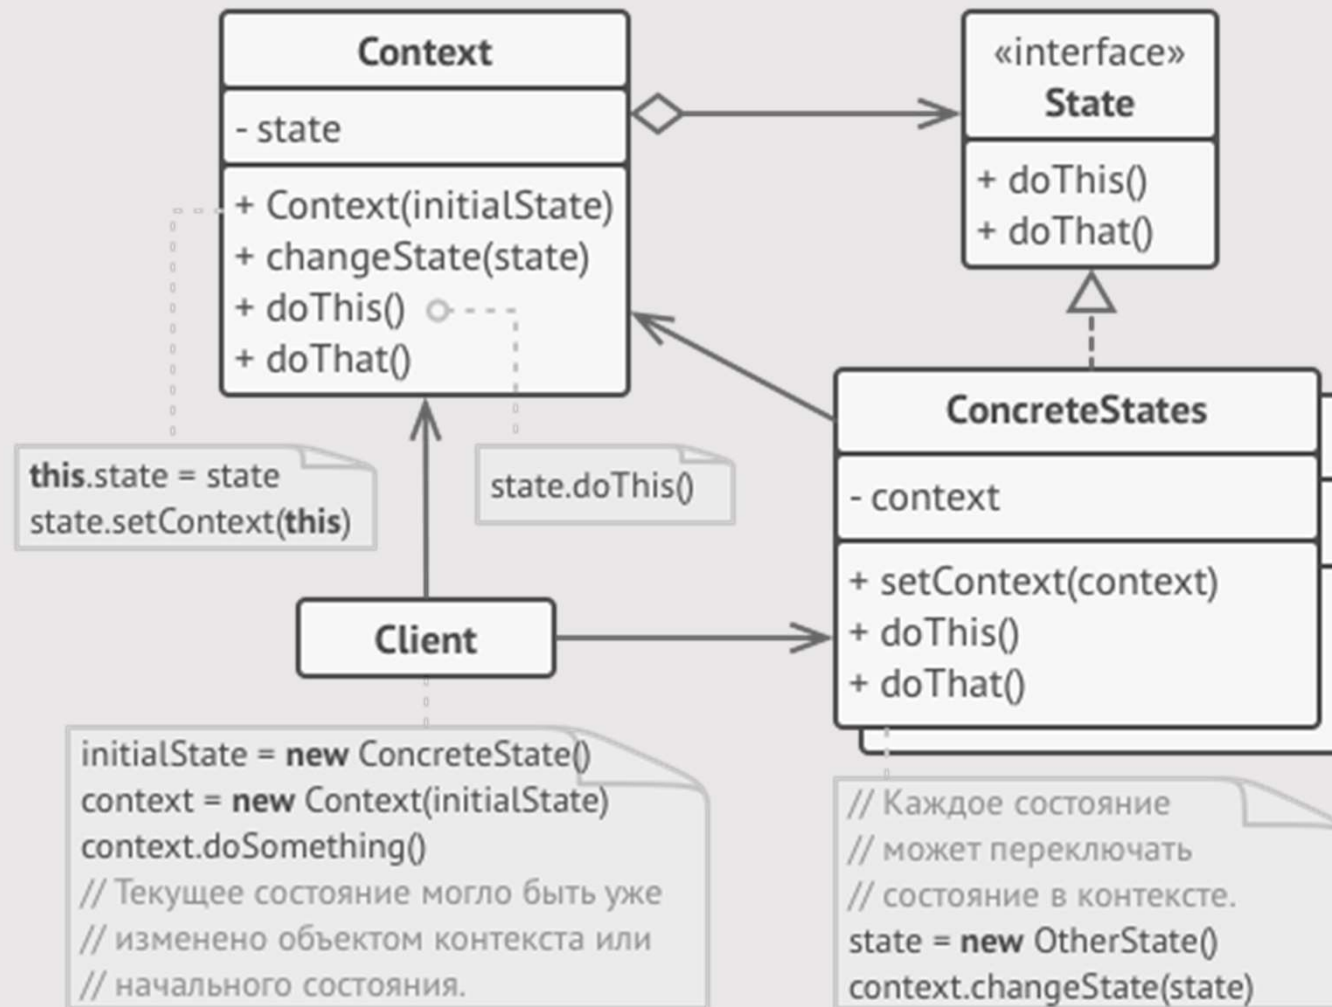 Context
- state
+ Context(initialState)
+ changeState(state)
+ doThis()
+ doThat()
«interface»
State
+ doThis()
+ doThat()
this.state = state
state.setContext(this)
state.doThis()
ConcreteStates
- context
+ setContext(context)
+ doThis()
+ doThat()
Client
initialState = new ConcreteState()
context = new Context(initialState)
context.doSomething()
// Текущее состояние могло быть уже
// изменено объектом контекста или
// начального состояния.
// Каждое состояние
// может переключать
// состояние в контексте.
state = new OtherState()
context.changeState(state)